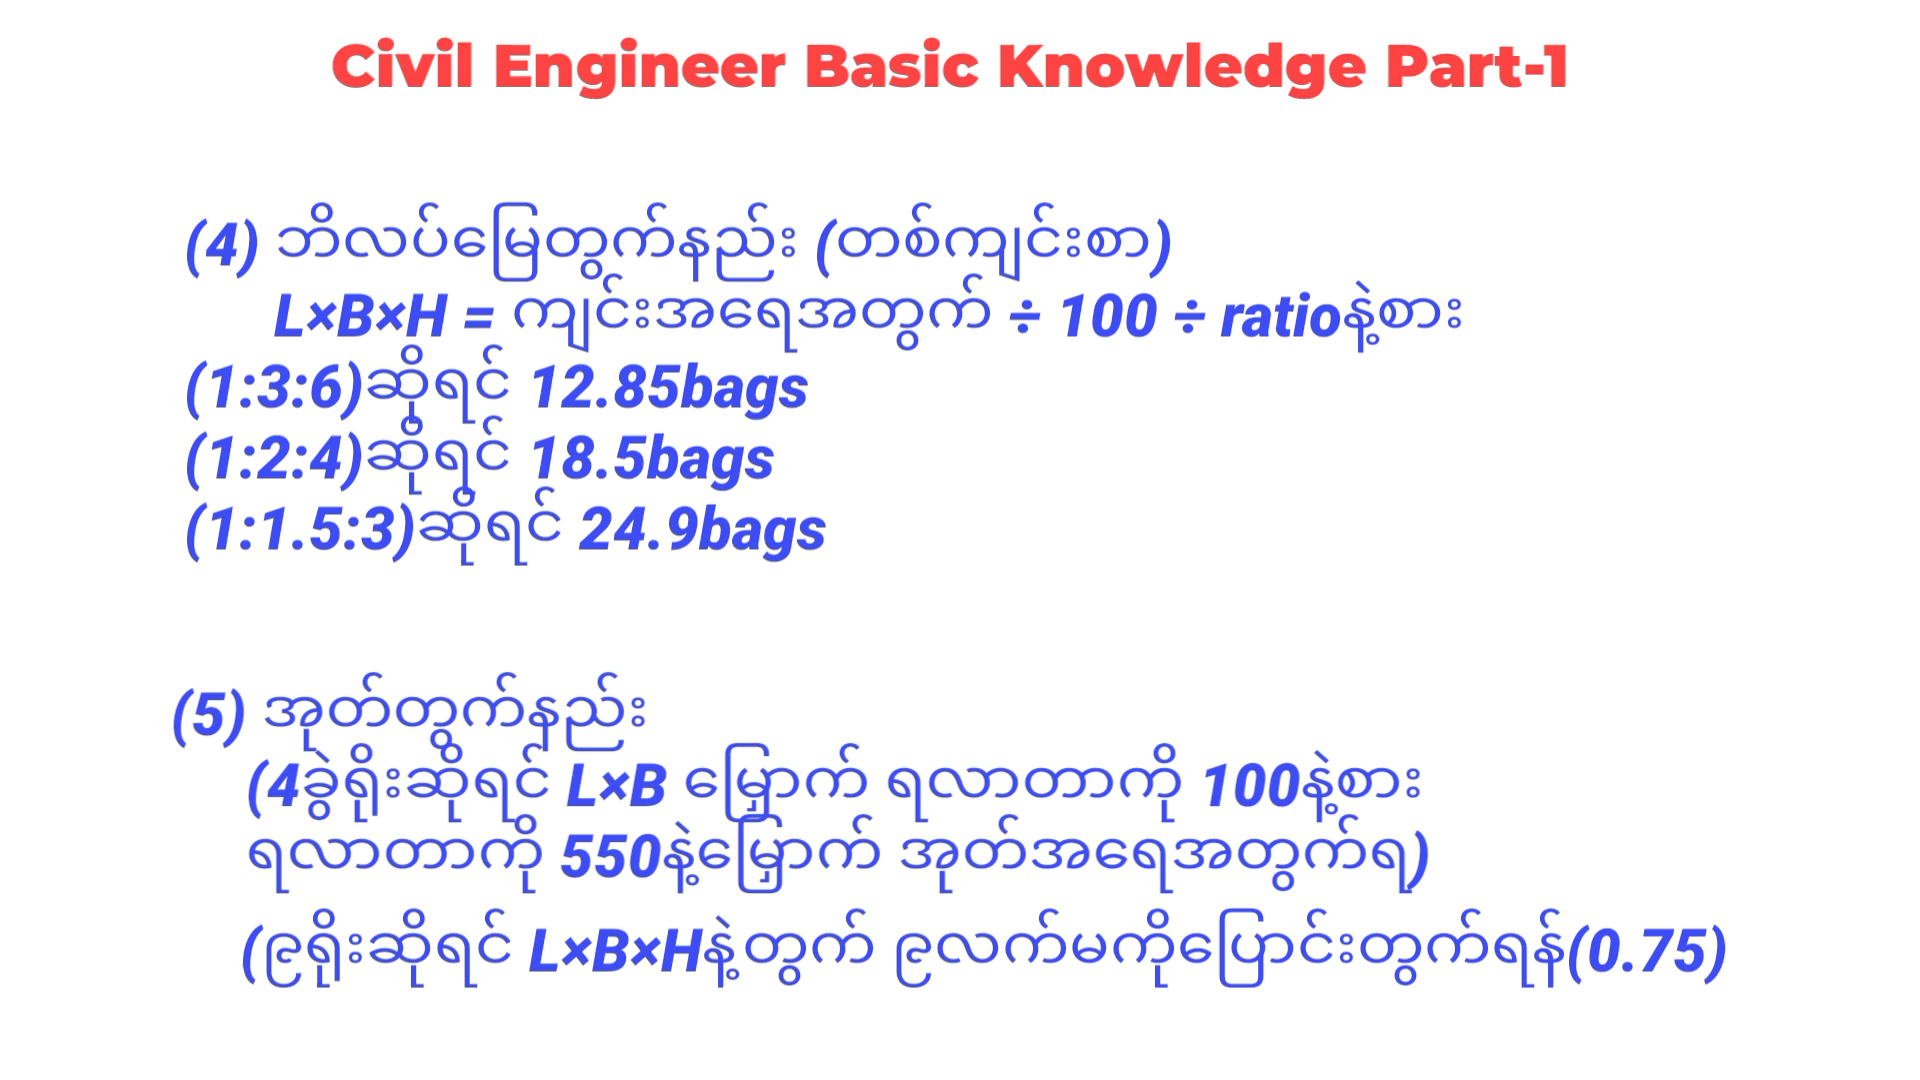 Civil Engineer Basic Knowledge Part-1
(4) ဘိလပ်မြေတွက်နည်း (တစ်ကျင်းစာ)
L×B×H = ကျင်းအရေအတွက် ÷ 100 ÷ ratioနဲ့စား
(1:3:6)ဆိုရင် 12.85bags
(1:2:4)ဆိုရင် 18.5bags
(1:1.5:3)ဆိုရင် 24.9bags
(5) အုတ်တွက်နည်း
(4ခွဲရိုးဆိုရင် L×B မြှောက် ရလာတာကို 100နဲ့စား
ရလာတာကို 550နဲ့မြှောက် အုတ်အရေအတွက်ရ)
(၉ရိုးဆိုရင် L×B×Hနဲ့တွက် ၉လက်မကိုပြောင်းတွက်ရန်(0.75)